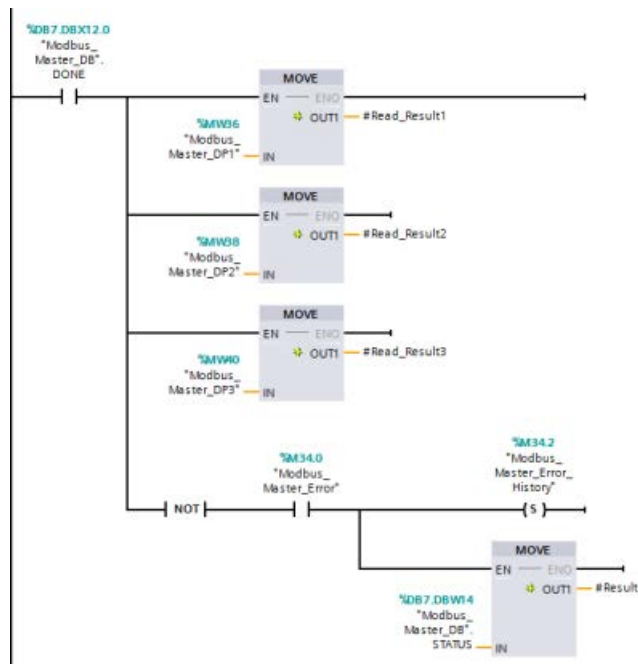 %DB7.DBX12.0
"Modbus_
Master_DB".
DONE
MOVE
EN ENO
OUT1 #Read_Result1
%MW36
"Modbus_
Master_DP1" IN
MOVE
EN ENO
OUT1 #Read_Result2
%MW38
"Modbus_
Master_DP2" IN
MOVE
EN ENO
OUT1 #Read_Result3
%MW40
"Modbus_
Master_DP3" IN
NOT
%M34.0
"Modbus_
Master_Error"
%M34.2
"Modbus_
Master_Error_
History"
S
MOVE
EN ENO
OUT1 #Result
%DB7.DBW14
"Modbus_
Master_DB".
STATUS IN